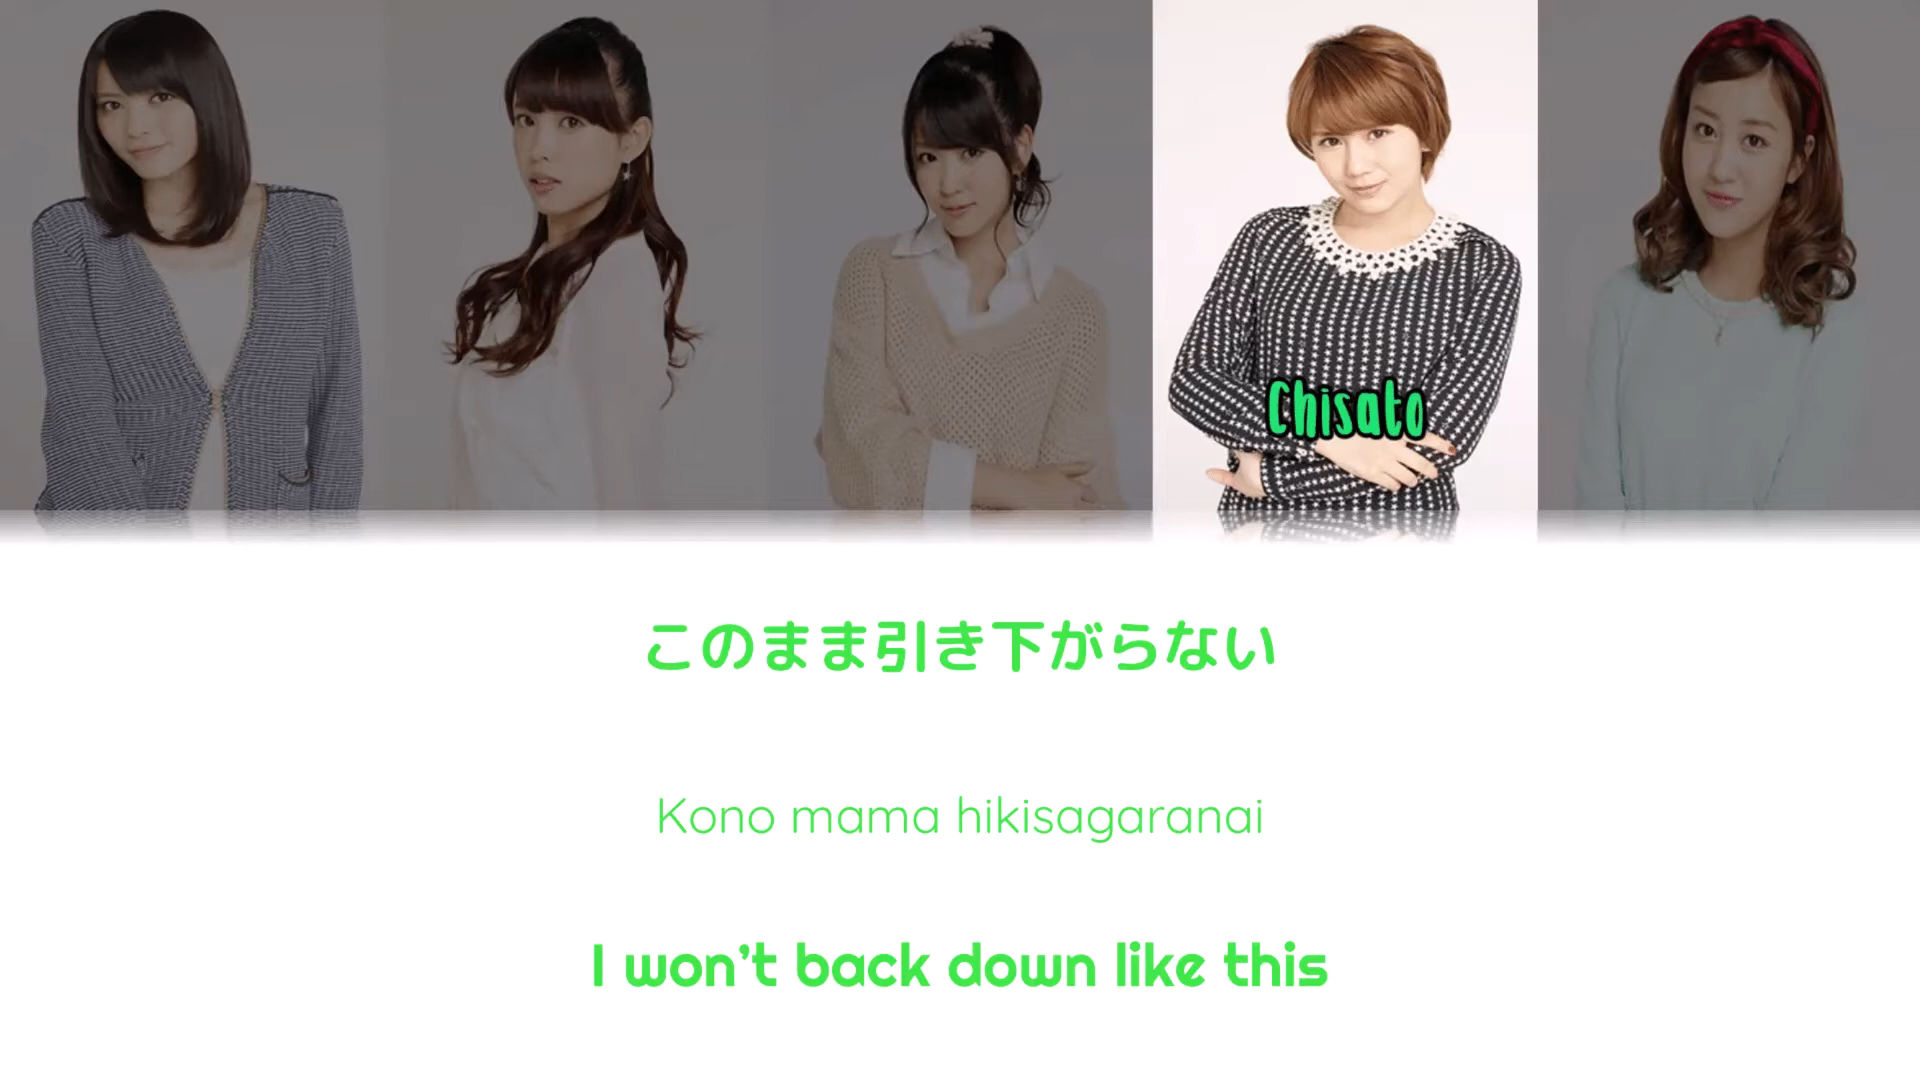 Chisato
このまま引き下がらない
Kono mama hikisagaranai
I won't back down like this